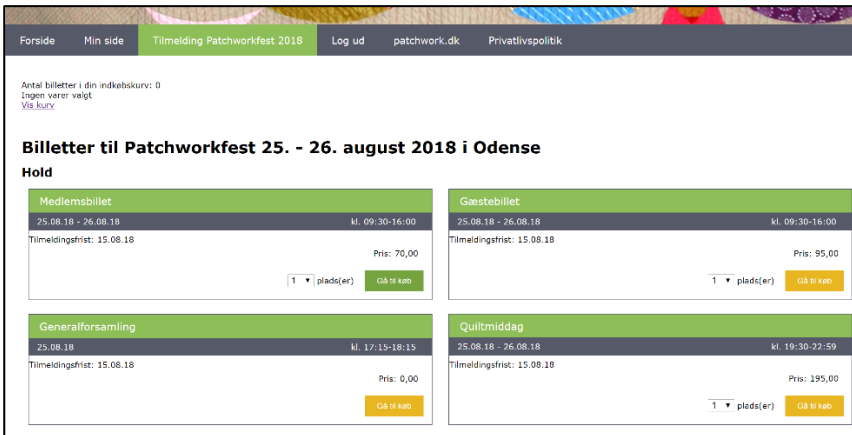 Forside Min side Tilmelding Patchworkfest 2018 Log ud patchwork.dk Privatlivspolitik
Antal billetter i din indkøbskurv: 0
Ingen varer valgt
Vis kurv
Billetter til Patchworkfest 25. - 26. august 2018 i Odense
Hold
Medlemsbillet
25.08.18 - 26.08.18 kl. 09:30-16:00
Tilmeldingsfrist: 15.08.18
Pris: 70,00
1 plads(er) Gå til køb
Gæstebillet
25.08.18 - 26.08.18 kl. 09:30-16:00
Tilmeldingsfrist: 15.08.18
Pris: 95,00
1 plads(er) Gå til køb
Generalforsamling
25.08.18 kl. 17:15-18:15
Tilmeldingsfrist: 15.08.18
Pris: 0,00
Gå til køb
Quiltmiddag
25.08.18 - 26.08.18 kl. 19:30-22:59
Tilmeldingsfrist: 15.08.18
Pris: 195,00
1 plads(er) Gå til køb